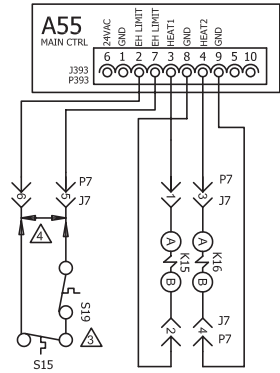 A55
MAIN CTRL
24VAC
GND
EH LIMIT
EH LIMIT
HEAT1
GND
HEAT2
GND
6 1 2 7 3 8 4 9 5 10
J393
P393
6 5 P7
J7
4
1 3 P7
J7
A A
K15 K16
B B
S19
3
S15
2 4 J7
P7